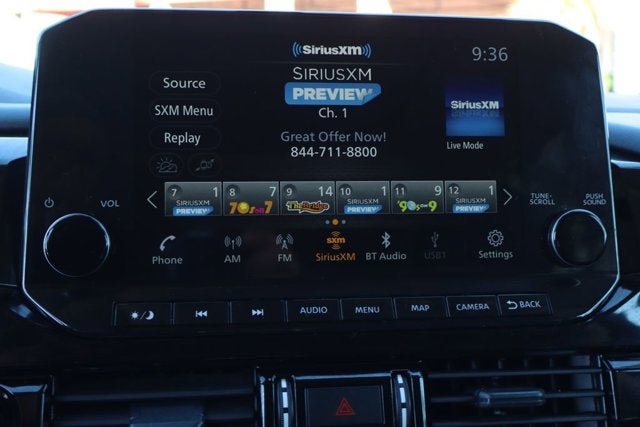 SiriusXM
9:36
Source
SIRIUSXM
PREVIEW
SXM Menu
Ch. 1
SiriusXM
Replay
Great Offer Now!
844-711-8800
Live Mode
7 1 8 7 9 14 10 1 11 9 12 1
SIRIUSXM PREVIEW
70s on 7
The Bridge
SIRIUSXM PREVIEW
90s on 9
SIRIUSXM PREVIEW
VOL
TUNE·SCROLL
PUSH SOUND
sxm
Phone AM FM SiriusXM BT Audio USB1 Settings
AUDIO MENU MAP CAMERA BACK